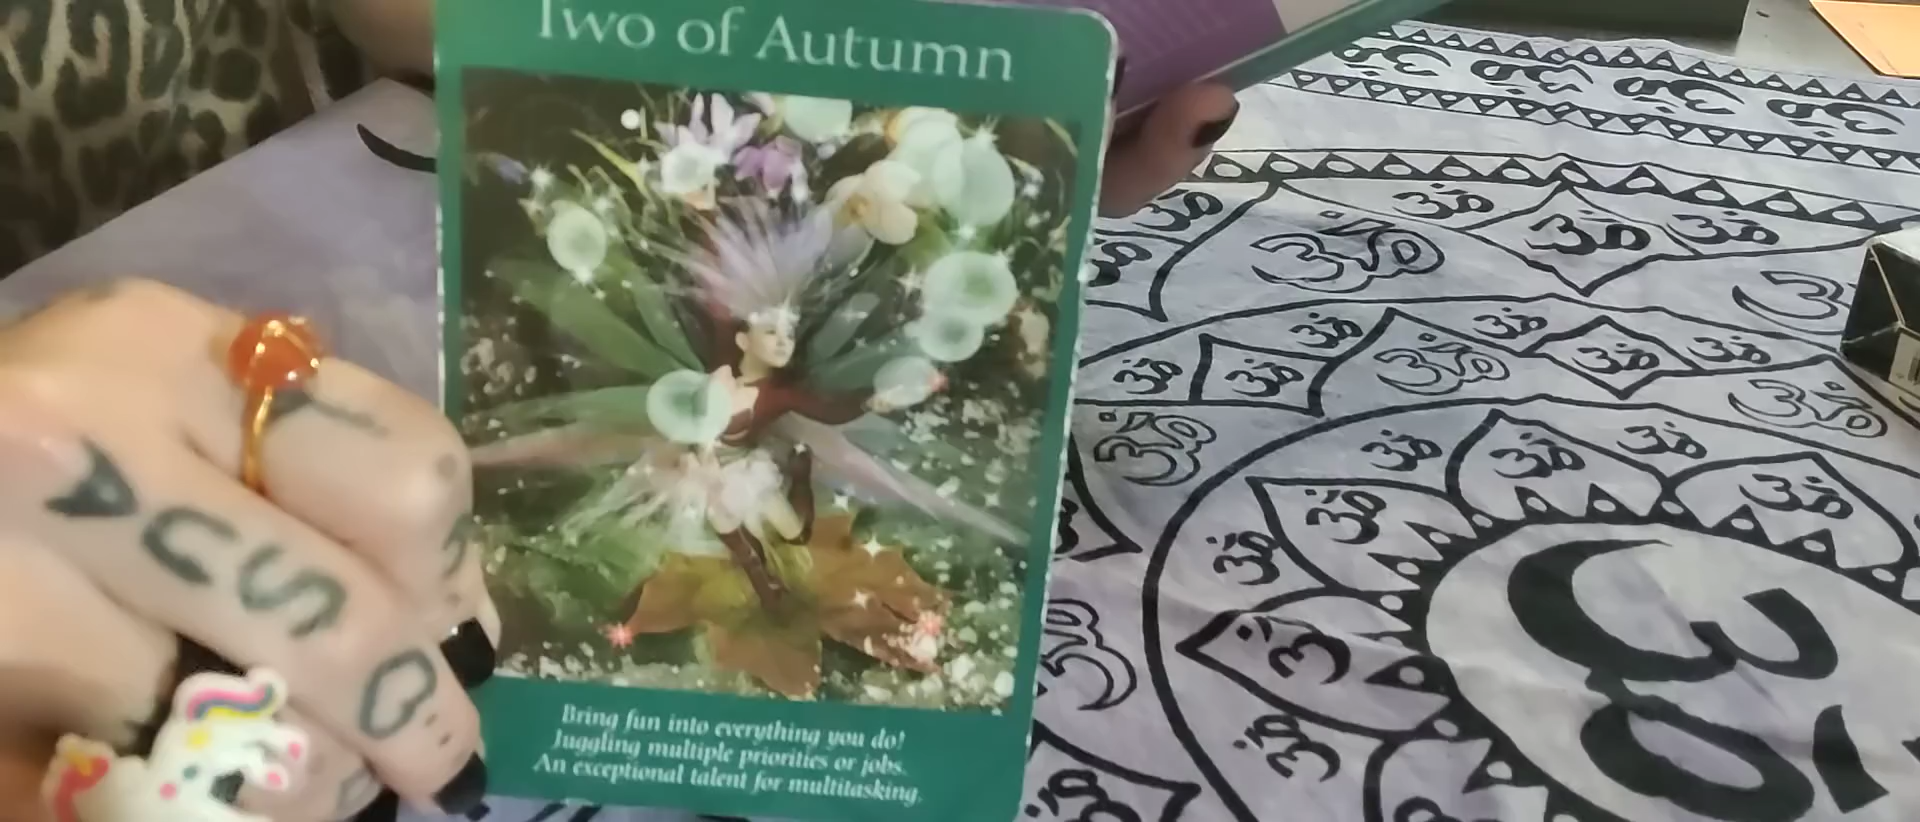 Two of Autumn
Bring fun into everything you do!
Juggling multiple priorities or jobs.
An exceptional talent for multitasking.
ॐ